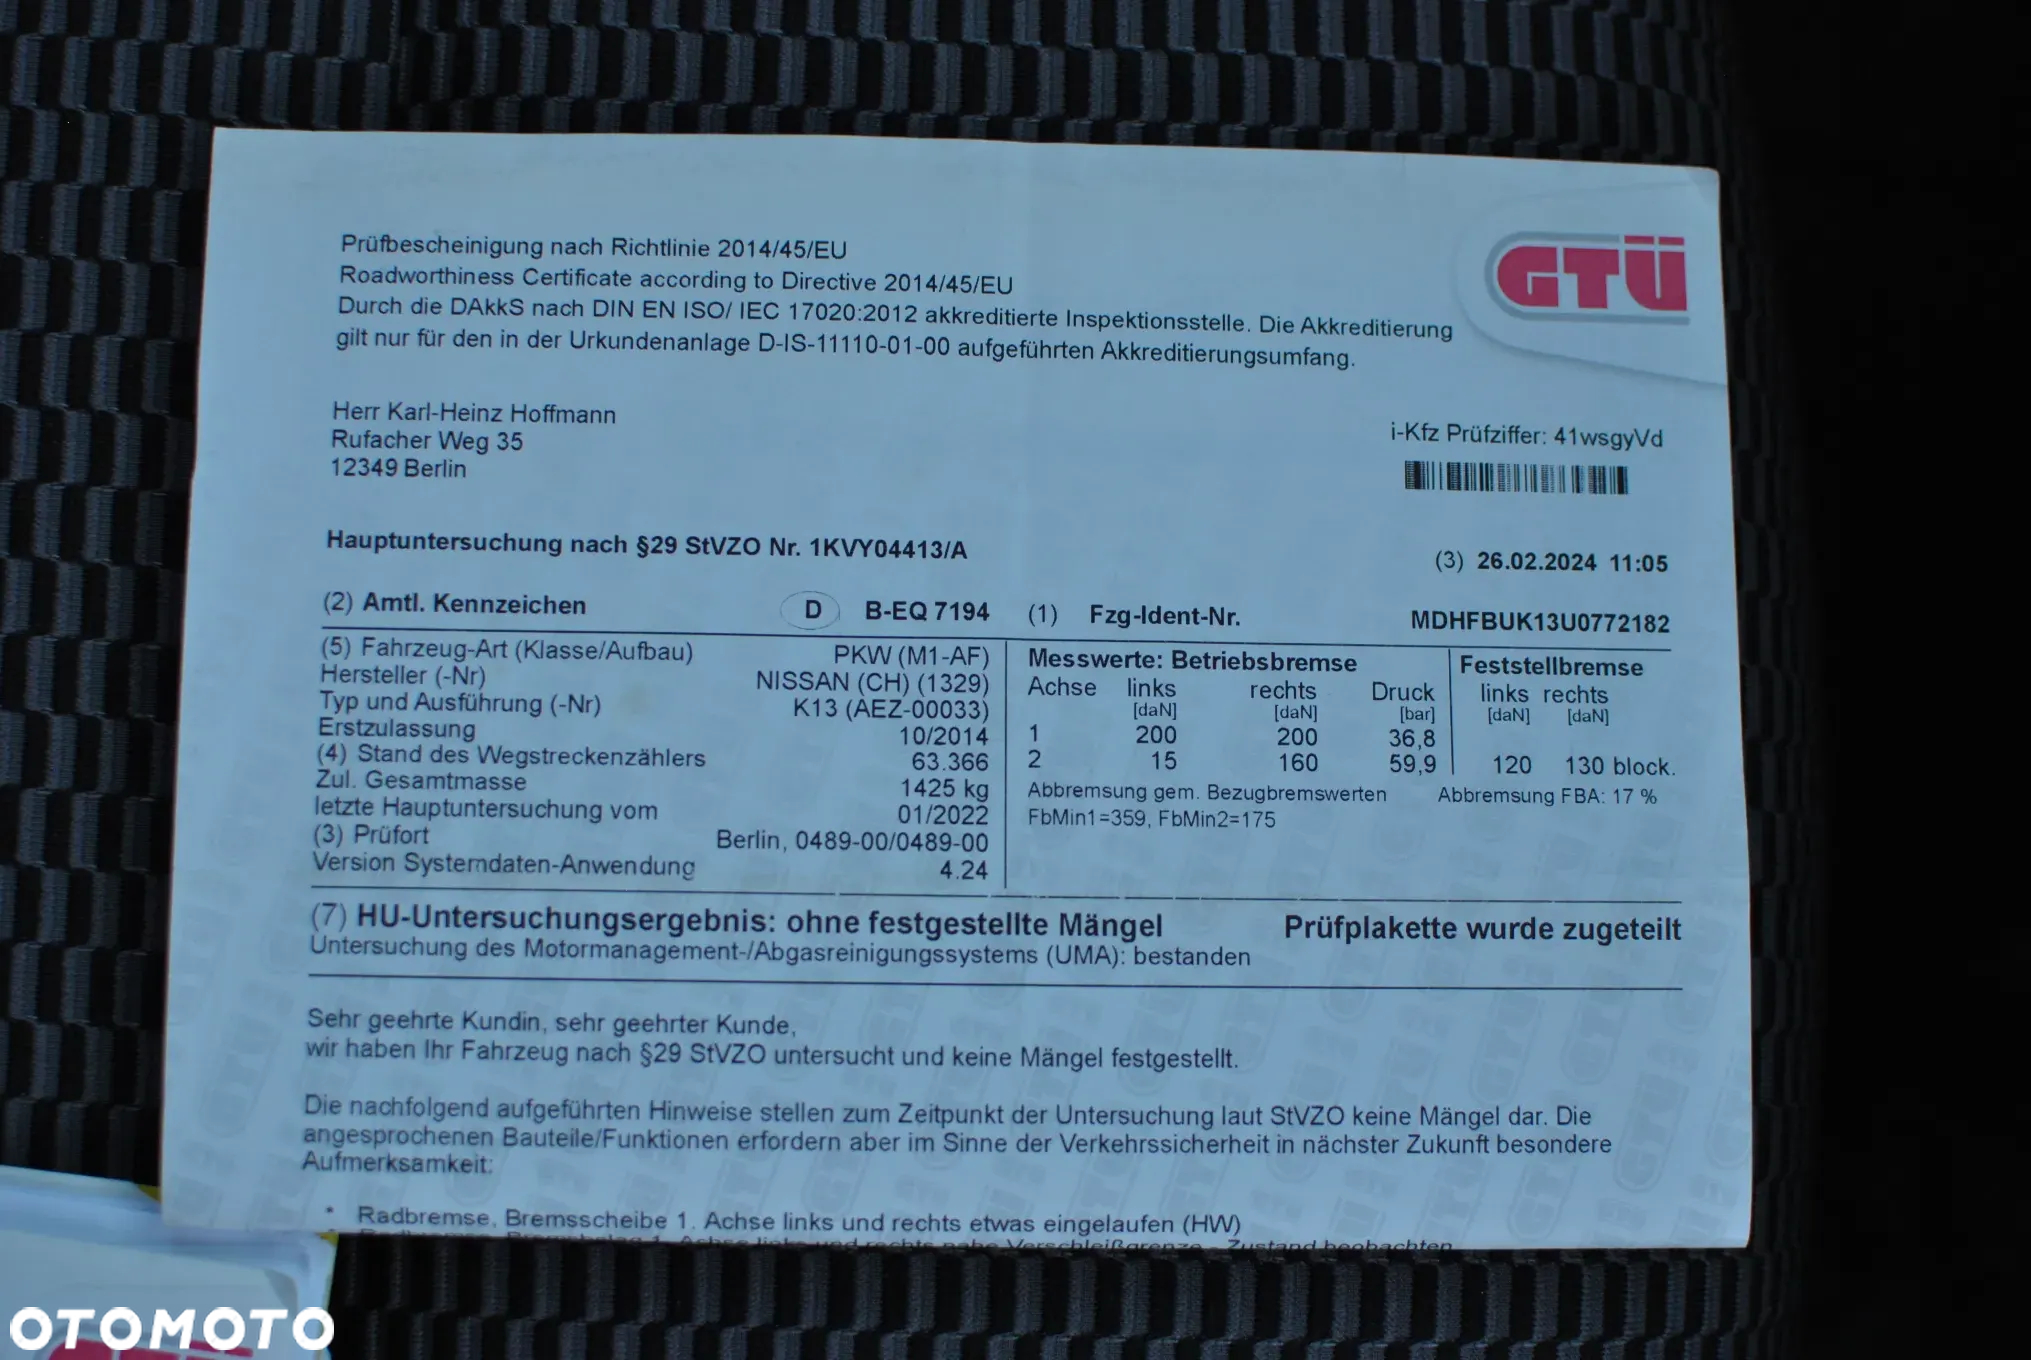 GTÜ
Prüfbescheinigung nach Richtlinie 2014/45/EU
Roadworthiness Certificate according to Directive 2014/45/EU
Durch die DAkkS nach DIN EN ISO/ IEC 17020:2012 akkreditierte Inspektionsstelle. Die Akkreditierung
gilt nur für den in der Urkundenanlage D-IS-11110-01-00 aufgeführten Akkreditierungsumfang.
Herr Karl-Heinz Hoffmann
Rufacher Weg 35
12349 Berlin
i-Kfz Prüfziffer: 41wsgyVd
Hauptuntersuchung nach §29 StVZO Nr. 1KVY04413/A
(3) 26.02.2024 11:05
(2) Amtl. Kennzeichen D B-EQ 7194 (1) Fzg-Ident-Nr. MDHFBUK13U0772182
(5) Fahrzeug-Art (Klasse/Aufbau) PKW (M1-AF)
Hersteller (-Nr) NISSAN (CH) (1329)
Typ und Ausführung (-Nr) K13 (AEZ-00033)
Erstzulassung 10/2014
(4) Stand des Wegstreckenzählers 63.366
Zul. Gesamtmasse 1425 kg
letzte Hauptuntersuchung vom 01/2022
(3) Prüfort Berlin, 0489-00/0489-00
Version Systemdaten-Anwendung 4.24
Messwerte: Betriebsbremse Feststellbremse
Achse links rechts Druck links rechts
[daN] [daN] [bar] [daN] [daN]
1 200 200 36,8
2 15 160 59,9 120 130 block.
Abbremsung gem. Bezugbremswerten Abbremsung FBA: 17 %
FbMin1=359, FbMin2=175
(7) HU-Untersuchungsergebnis: ohne festgestellte Mängel Prüfplakette wurde zugeteilt
Untersuchung des Motormanagement-/Abgasreinigungssystems (UMA): bestanden
Sehr geehrte Kundin, sehr geehrter Kunde,
wir haben Ihr Fahrzeug nach §29 StVZO untersucht und keine Mängel festgestellt.
Die nachfolgend aufgeführten Hinweise stellen zum Zeitpunkt der Untersuchung laut StVZO keine Mängel dar. Die
angesprochenen Bauteile/Funktionen erfordern aber im Sinne der Verkehrssicherheit in nächster Zukunft besondere
Aufmerksamkeit:
* Radbremse, Bremsscheibe 1. Achse links und rechts etwas eingelaufen (HW)
1. Achse links und rechts nahe Verschleißgrenze - Zustand beobachten
OTOMOTO